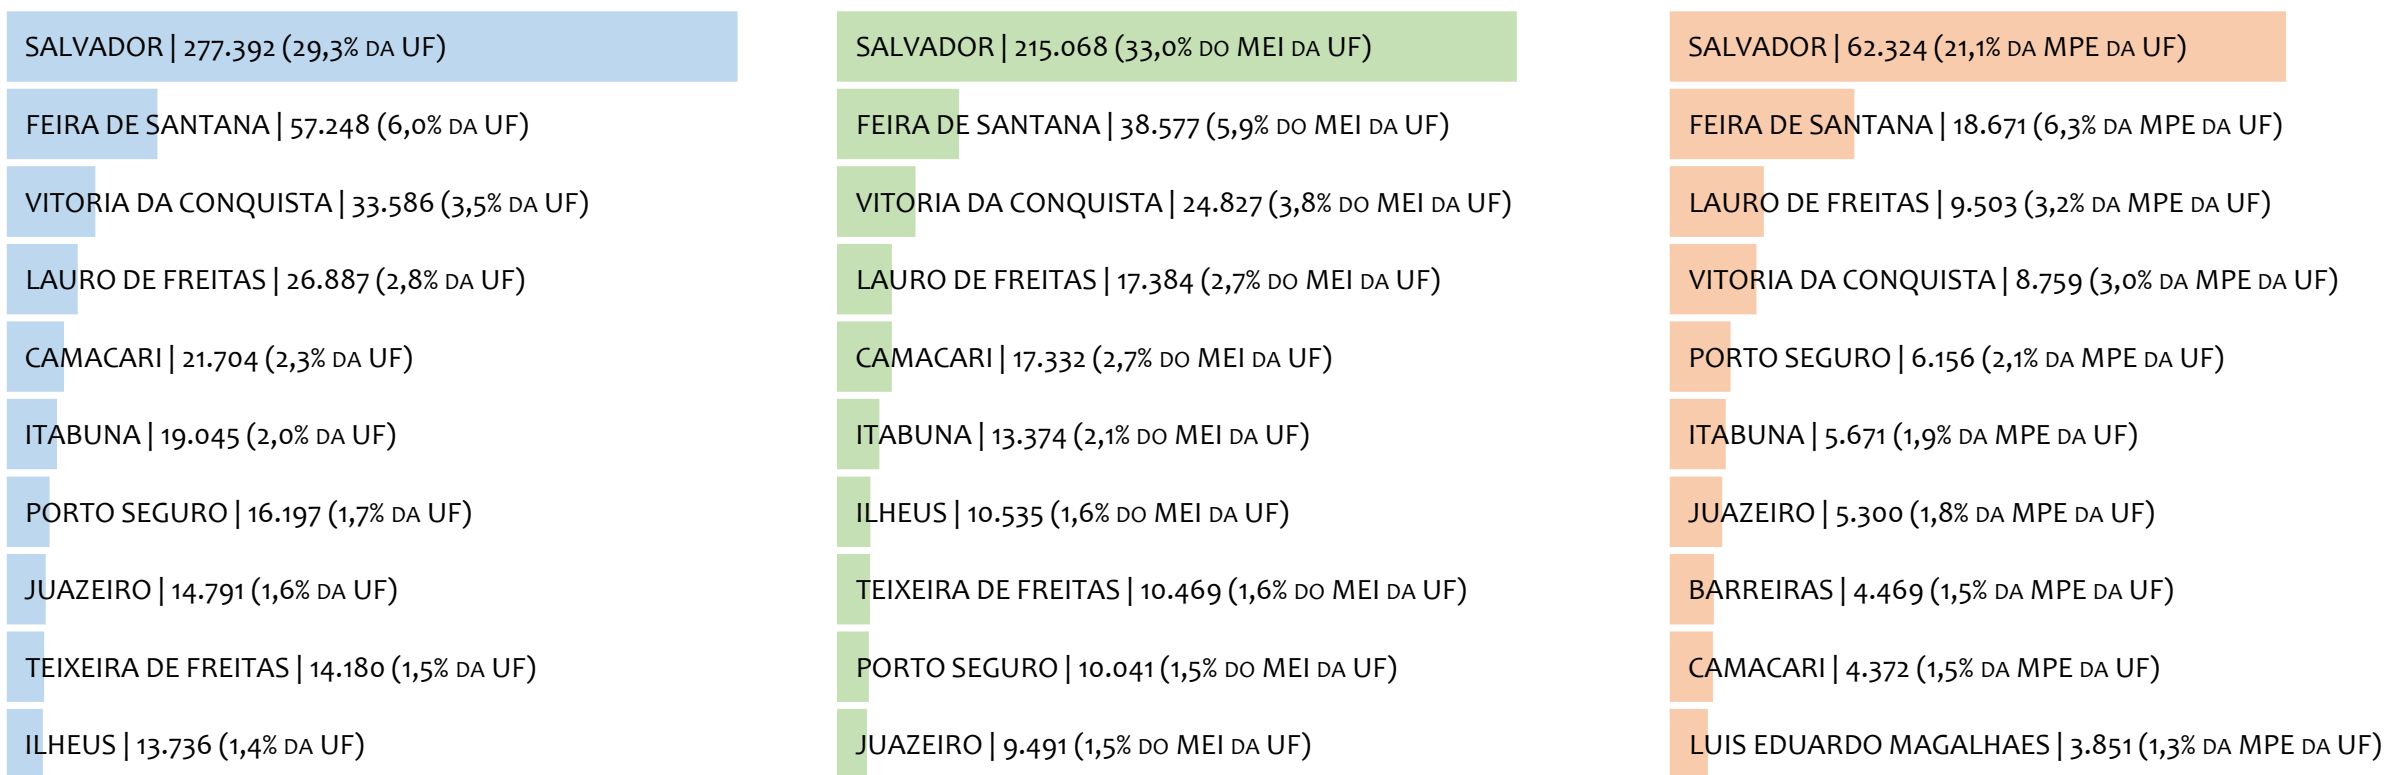 SALVADOR | 277.392 (29,3% DA UF)
FEIRA DE SANTANA | 57.248 (6,0% DA UF)
VITORIA DA CONQUISTA | 33.586 (3,5% DA UF)
LAURO DE FREITAS | 26.887 (2,8% DA UF)
CAMACARI | 21.704 (2,3% DA UF)
ITABUNA | 19.045 (2,0% DA UF)
PORTO SEGURO | 16.197 (1,7% DA UF)
JUAZEIRO | 14.791 (1,6% DA UF)
TEIXEIRA DE FREITAS | 14.180 (1,5% DA UF)
ILHEUS | 13.736 (1,4% DA UF)
SALVADOR | 215.068 (33,0% DO MEI DA UF)
FEIRA DE SANTANA | 38.577 (5,9% DO MEI DA UF)
VITORIA DA CONQUISTA | 24.827 (3,8% DO MEI DA UF)
LAURO DE FREITAS | 17.384 (2,7% DO MEI DA UF)
CAMACARI | 17.332 (2,7% DO MEI DA UF)
ITABUNA | 13.374 (2,1% DO MEI DA UF)
ILHEUS | 10.535 (1,6% DO MEI DA UF)
TEIXEIRA DE FREITAS | 10.469 (1,6% DO MEI DA UF)
PORTO SEGURO | 10.041 (1,5% DO MEI DA UF)
JUAZEIRO | 9.491 (1,5% DO MEI DA UF)
SALVADOR | 62.324 (21,1% DA MPE DA UF)
FEIRA DE SANTANA | 18.671 (6,3% DA MPE DA UF)
LAURO DE FREITAS | 9.503 (3,2% DA MPE DA UF)
VITORIA DA CONQUISTA | 8.759 (3,0% DA MPE DA UF)
PORTO SEGURO | 6.156 (2,1% DA MPE DA UF)
ITABUNA | 5.671 (1,9% DA MPE DA UF)
JUAZEIRO | 5.300 (1,8% DA MPE DA UF)
BARREIRAS | 4.469 (1,5% DA MPE DA UF)
CAMACARI | 4.372 (1,5% DA MPE DA UF)
LUIS EDUARDO MAGALHAES | 3.851 (1,3% DA MPE DA UF)